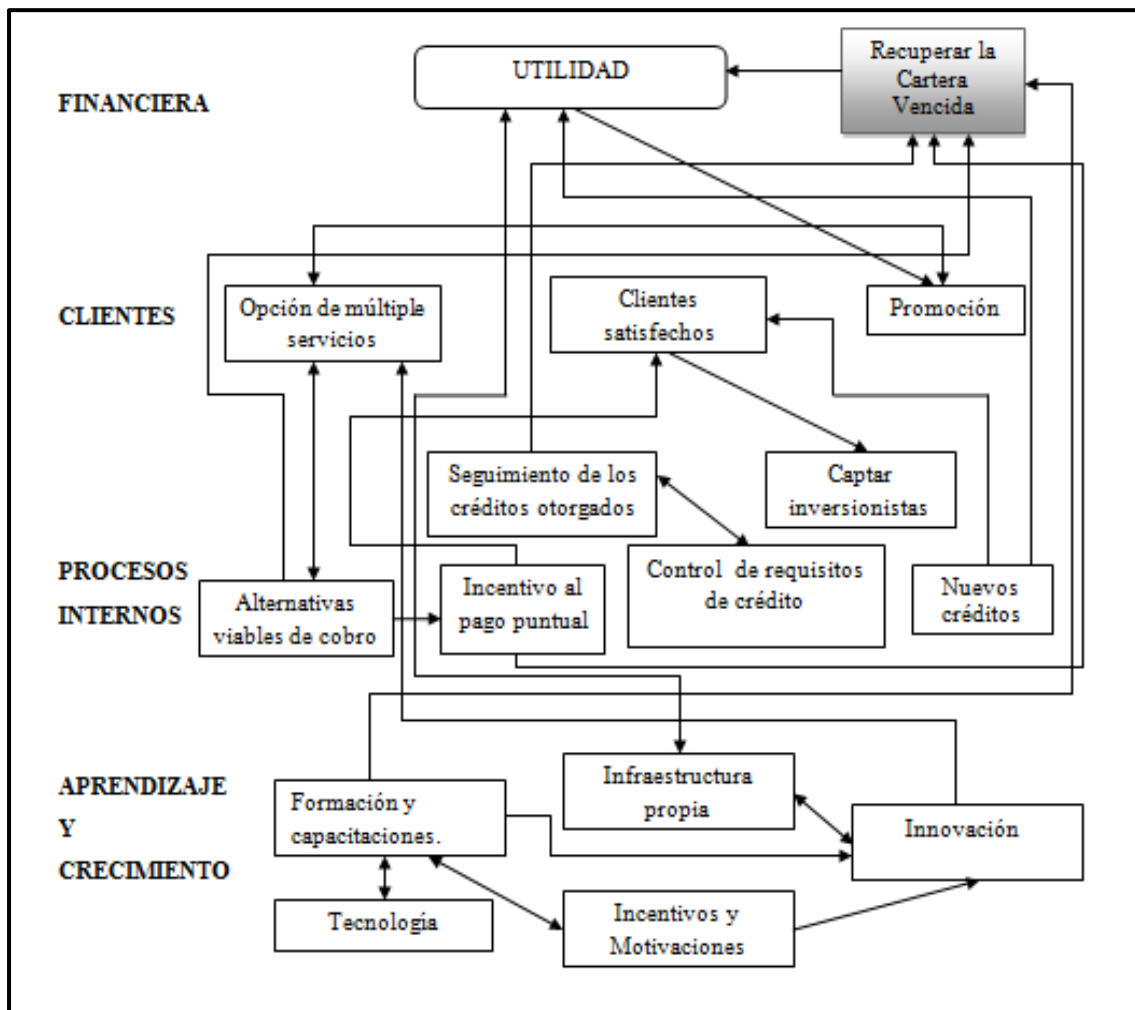 UTILIDAD
Recuperar la
Cartera
Vencida
FINANCIERA
CLIENTES
Opción de múltiple
servicios
Clientes
satisfechos
Promoción
Seguimiento de los
créditos otorgados
Captar
inversionistas
PROCESOS
INTERNOS
Alternativas
viables de cobro
Incentivo al
pago puntual
Control de requisitos
de crédito
Nuevos
créditos
APRENDIZAJE
Y
CRECIMIENTO
Formación y
capacitaciones.
Infraestructura
propia
Innovación
Tecnología
Incentivos y
Motivaciones